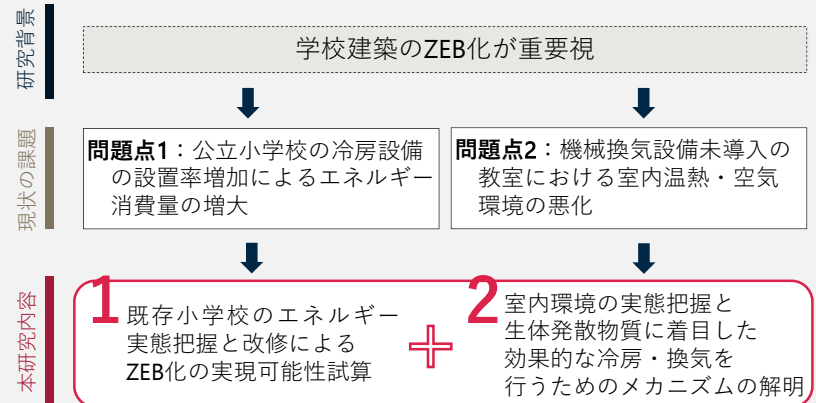 研究背景
学校建築のZEB化が重要視
現状の課題
問題点1：公立小学校の冷房設備
の設置率増加によるエネルギー
消費量の増大
問題点2：機械換気設備未導入の
教室における室内温熱・空気
環境の悪化
本研究内容
1
既存小学校のエネルギー
実態把握と改修による
ZEB化の実現可能性試算
2
室内環境の実態把握と
生体発散物質に着目した
効果的な冷房・換気を
行うためのメカニズムの解明